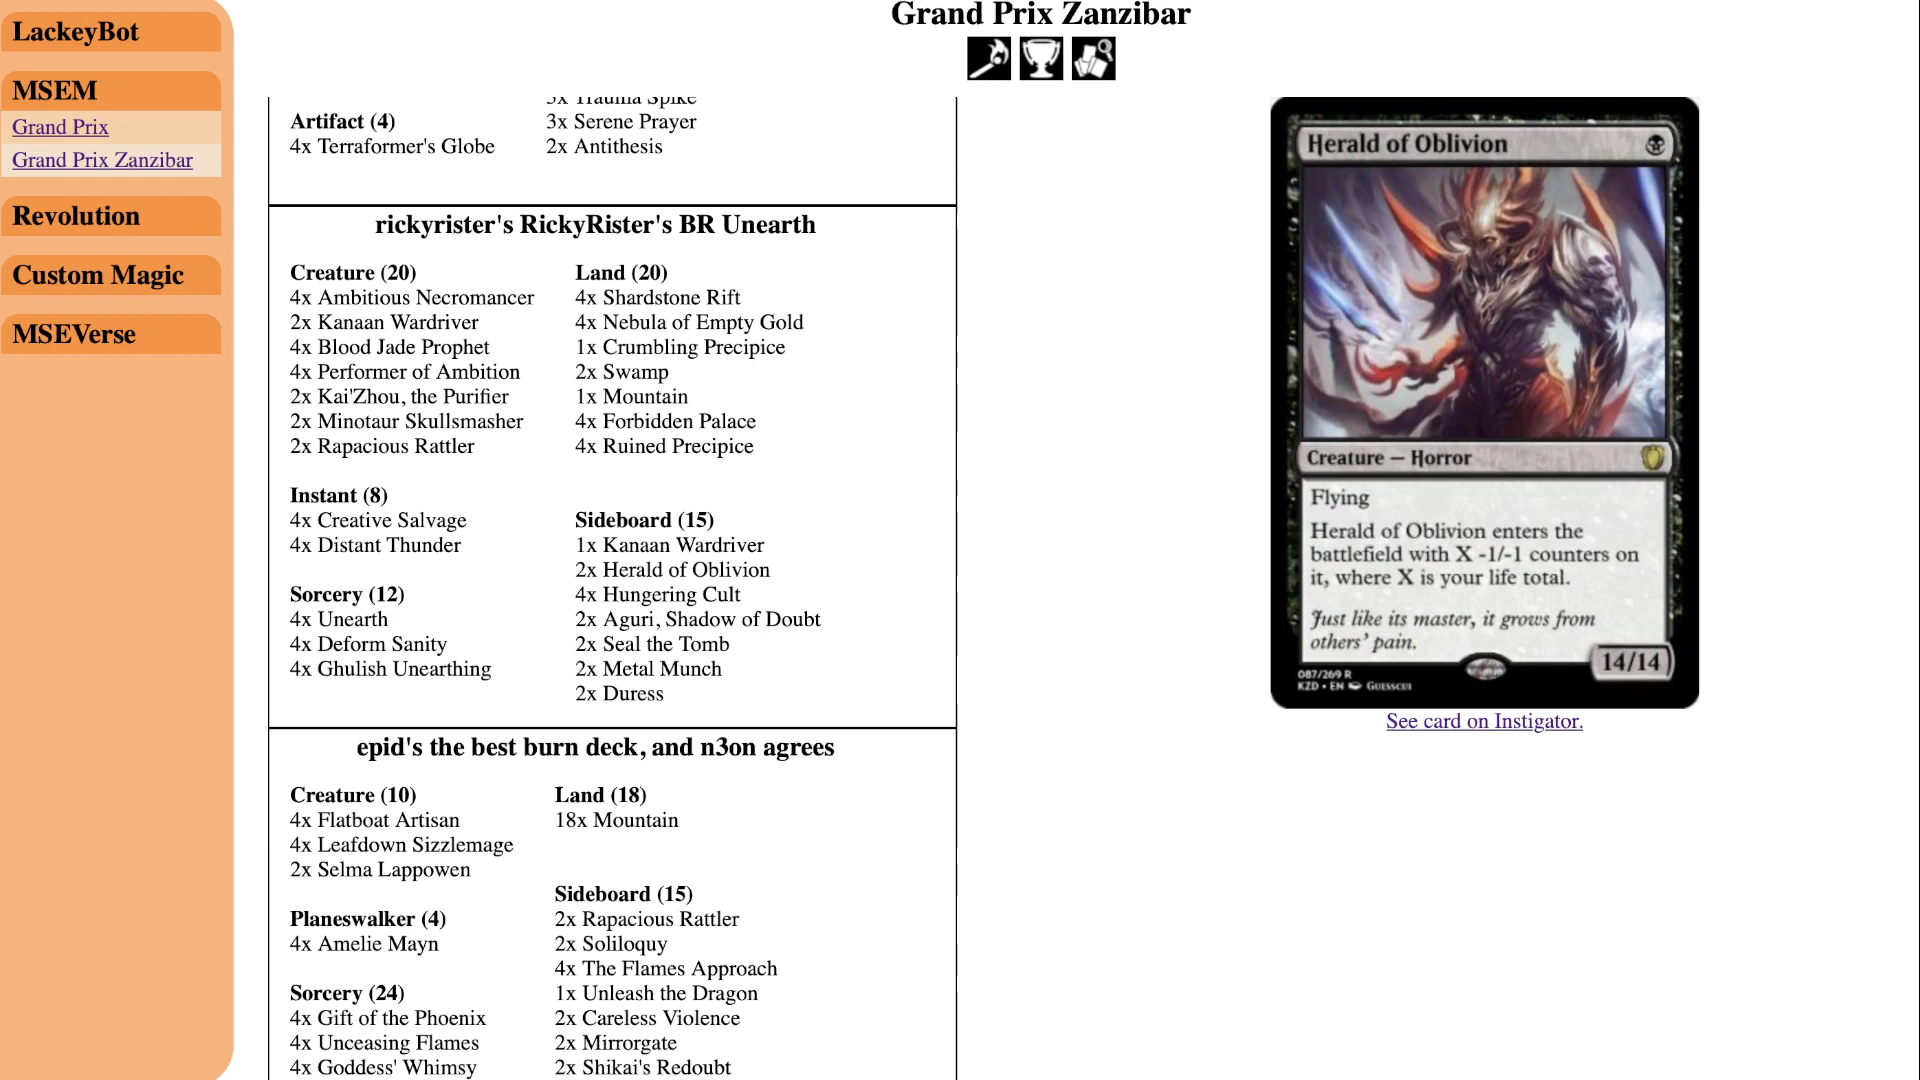 LackeyBot
MSEM
Grand Prix
Grand Prix Zanzibar
Revolution
Custom Magic
MSEVerse
Grand Prix Zanzibar
Artifact (4)
4x Terraformer's Globe
3x Trauma Spike
3x Serene Prayer
2x Antithesis
rickyrister's RickyRister's BR Unearth
Creature (20)
4x Ambitious Necromancer
2x Kanaan Wardriver
4x Blood Jade Prophet
4x Performer of Ambition
2x Kai'Zhou, the Purifier
2x Minotaur Skullsmasher
2x Rapacious Rattler
Instant (8)
4x Creative Salvage
4x Distant Thunder
Sorcery (12)
4x Unearth
4x Deform Sanity
4x Ghulish Unearthing
Land (20)
4x Shardstone Rift
4x Nebula of Empty Gold
1x Crumbling Precipice
2x Swamp
1x Mountain
4x Forbidden Palace
4x Ruined Precipice
Sideboard (15)
1x Kanaan Wardriver
2x Herald of Oblivion
4x Hungering Cult
2x Aguri, Shadow of Doubt
2x Seal the Tomb
2x Metal Munch
2x Duress
epid's the best burn deck, and n3on agrees
Creature (10)
4x Flatboat Artisan
4x Leafdown Sizzlemage
2x Selma Lappowen
Planeswalker (4)
4x Amelie Mayn
Sorcery (24)
4x Gift of the Phoenix
4x Unceasing Flames
4x Goddess' Whimsy
Land (18)
18x Mountain
Sideboard (15)
2x Rapacious Rattler
2x Soliloquy
4x The Flames Approach
1x Unleash the Dragon
2x Careless Violence
2x Mirrorgate
2x Shikai's Redoubt
Herald of Oblivion
Creature — Horror
Flying
Herald of Oblivion enters the
battlefield with X -1/-1 counters on
it, where X is your life total.
Just like its master, it grows from
others' pain.
14/14
087/269 R
KZD • EN Guesscui
See card on Instigator.